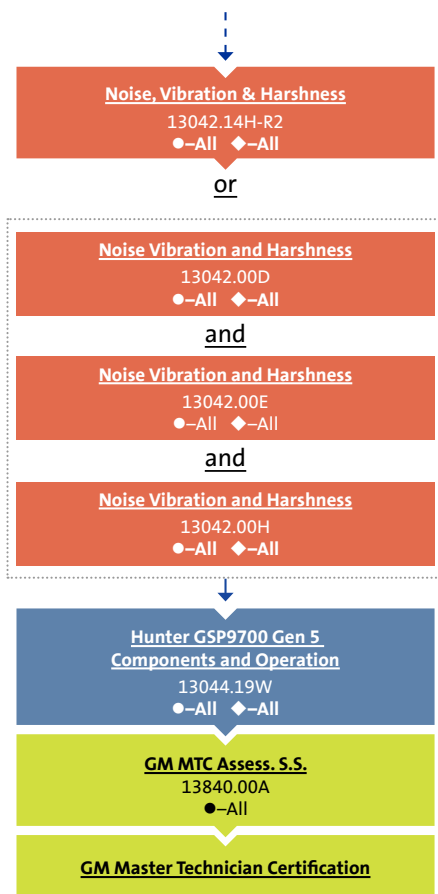 Noise, Vibration & Harshness
13042.14H-R2
●–All ◆–All
or
Noise Vibration and Harshness
13042.00D
●–All ◆–All
and
Noise Vibration and Harshness
13042.00E
●–All ◆–All
and
Noise Vibration and Harshness
13042.00H
●–All ◆–All
Hunter GSP9700 Gen 5
Components and Operation
13044.19W
●–All ◆–All
GM MTC Assess. S.S.
13840.00A
●–All
GM Master Technician Certification